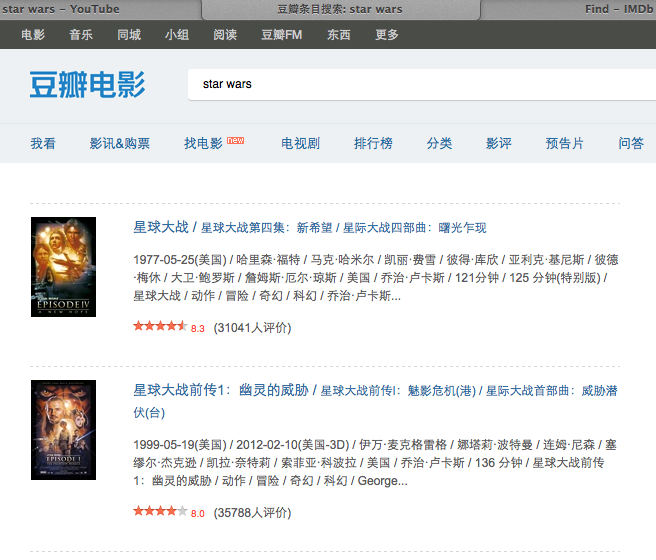 star wars – YouTube 豆瓣条目搜索: star wars Find – IMDb
电影 音乐 同城 小组 阅读 豆瓣FM 东西 更多
豆瓣电影 star wars
我看 影讯&购票 找电影 new 电视剧 排行榜 分类 影评 预告片 问答
星球大战 / 星球大战第四集：新希望 / 星际大战四部曲：曙光乍现
1977-05-25(美国) / 哈里森·福特 / 马克·哈米尔 / 凯丽·费雪 / 彼得·库欣 / 亚利克·基尼斯 / 彼德
·梅休 / 大卫·鲍罗斯 / 詹姆斯·厄尔·琼斯 / 美国 / 乔治·卢卡斯 / 121分钟 / 125 分钟(特别版) /
星球大战 / 动作 / 冒险 / 奇幻 / 科幻 / 乔治·卢卡斯...
EPISODE IV
A NEW HOPE
8.3 (31041人评价)
星球大战前传1：幽灵的威胁 / 星球大战前传I：魅影危机(港) / 星际大战首部曲：威胁潜
伏(台)
1999-05-19(美国) / 2012-02-10(美国-3D) / 伊万·麦克格雷格 / 娜塔莉·波特曼 / 连姆·尼森 / 塞
缪尔·杰克逊 / 凯拉·奈特莉 / 索菲亚·科波拉 / 美国 / 乔治·卢卡斯 / 136 分钟 / 星球大战前传
1：幽灵的威胁 / 动作 / 冒险 / 奇幻 / 科幻 / George...
EPISODE I
8.0 (35788人评价)